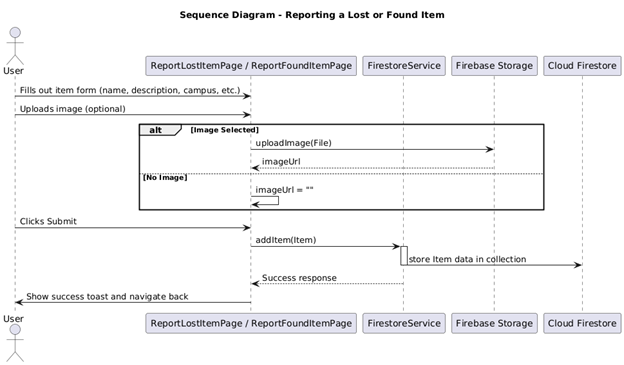 Sequence Diagram - Reporting a Lost or Found Item
User
ReportLostItemPage / ReportFoundItemPage
FirestoreService
Firebase Storage
Cloud Firestore
Fills out item form (name, description, campus, etc.)
Uploads image (optional)
alt
[Image Selected]
uploadImage(File)
imageUrl
[No Image]
imageUrl = ""
Clicks Submit
addItem(Item)
store Item data in collection
Success response
Show success toast and navigate back
User
ReportLostItemPage / ReportFoundItemPage
FirestoreService
Firebase Storage
Cloud Firestore